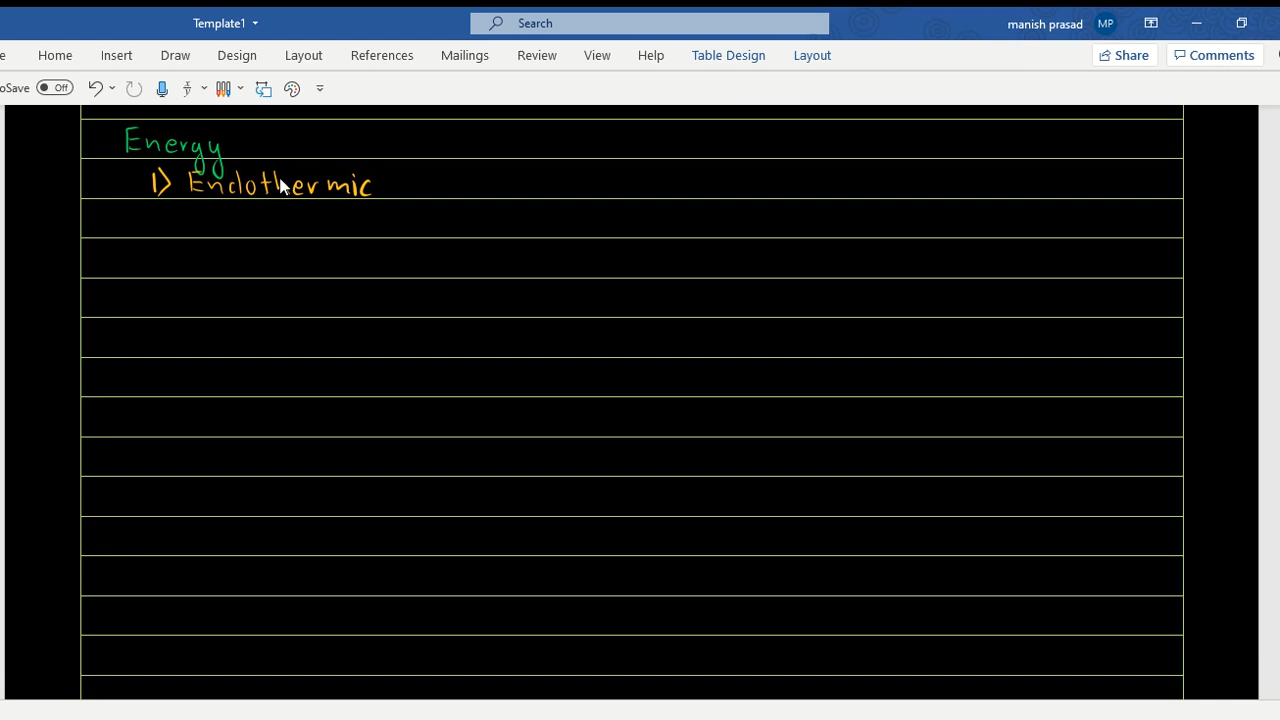 Template1
Search
manish prasad MP
e Home Insert Draw Design Layout References Mailings Review View Help Table Design Layout Share Comments
oSave Off
Energy
1) Endothermic